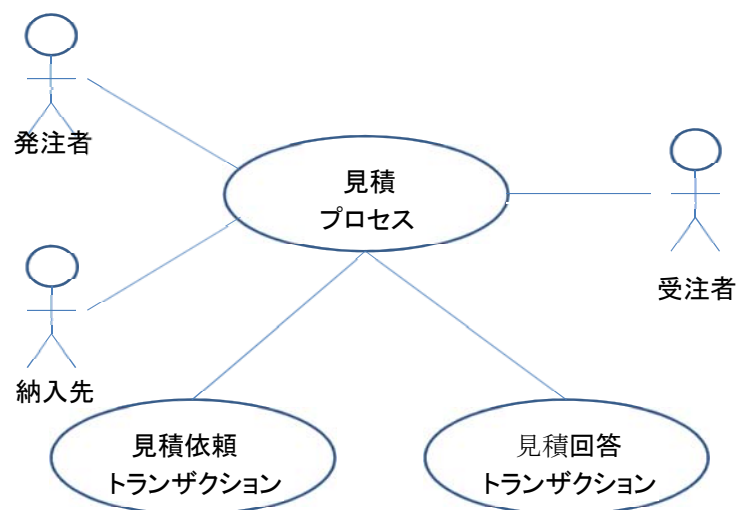 発注者
見積
プロセス
受注者
納入先
見積依頼
トランザクション
見積回答
トランザクション